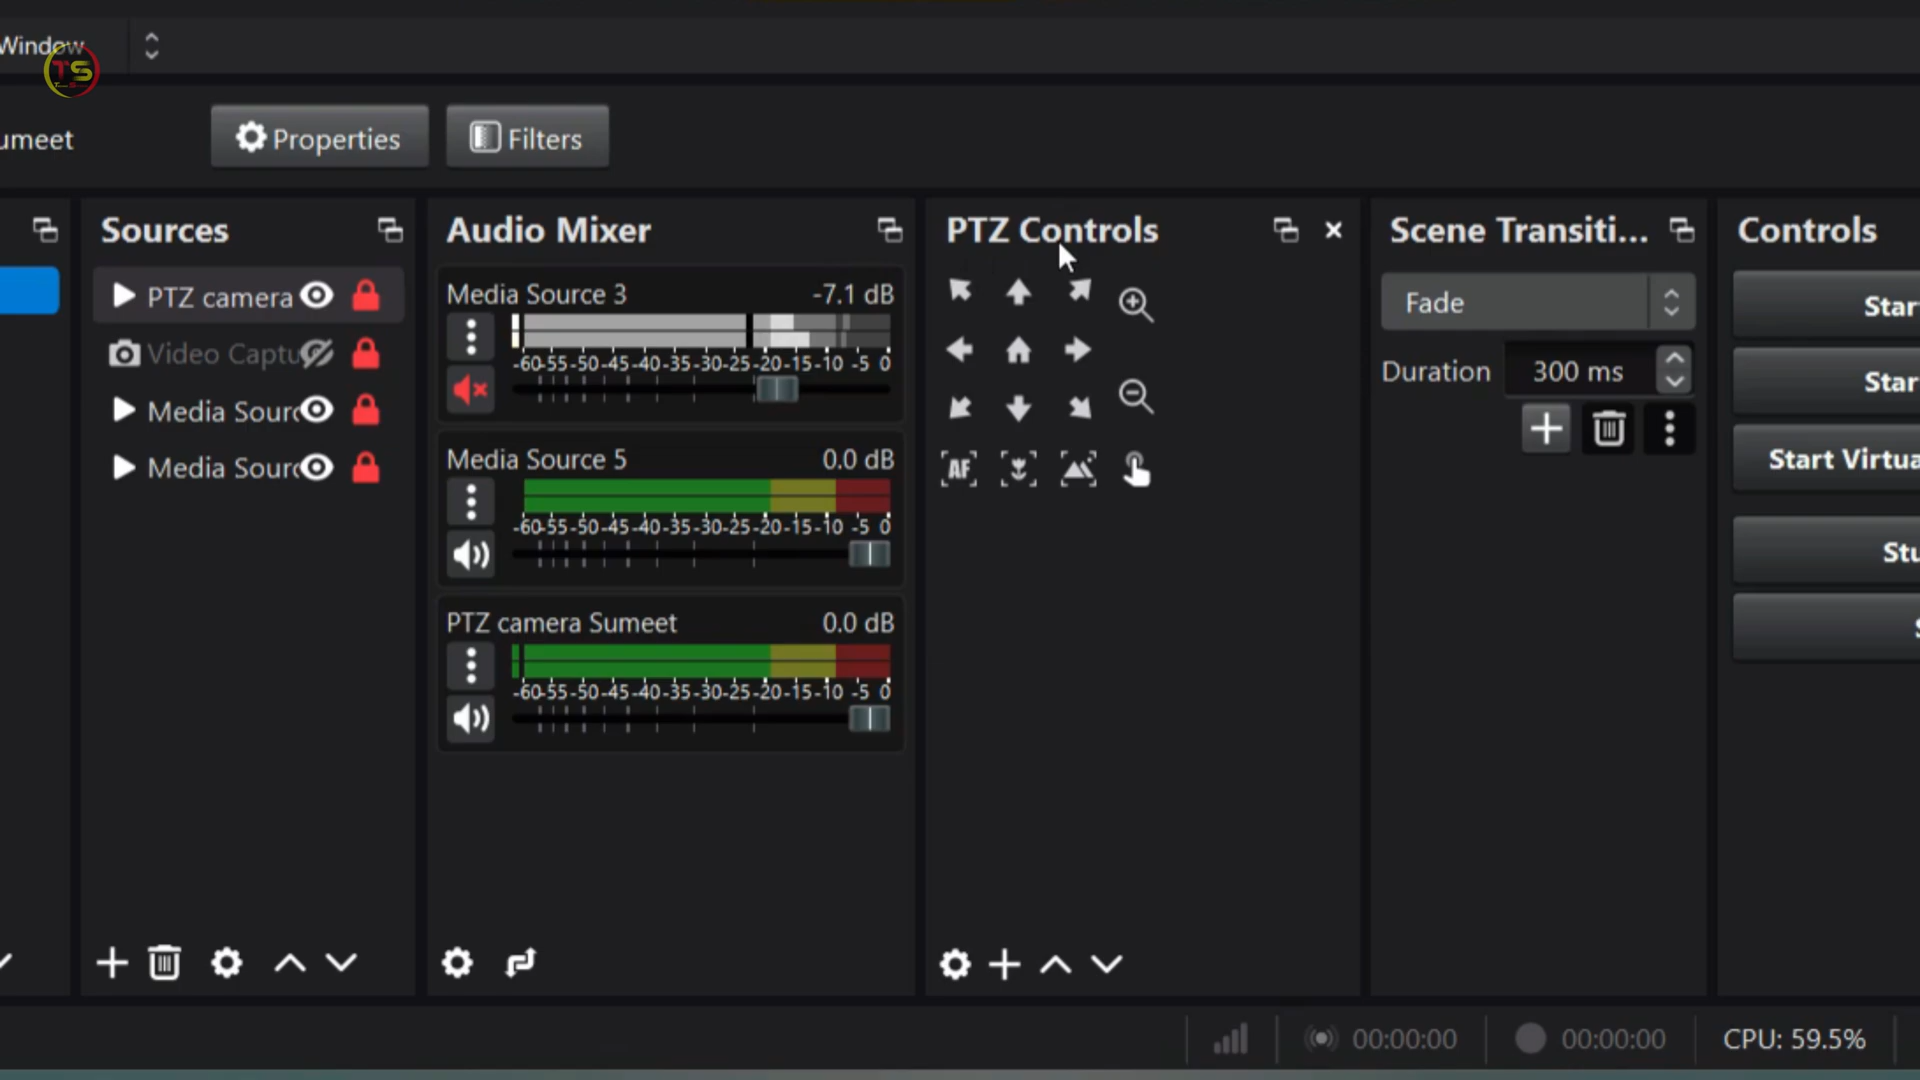 Window
TS
umeet
Properties
Filters
Sources
Audio Mixer
PTZ Controls
Scene Transiti...
Controls
PTZ camera
Video Captu
Media Sourc
Media Sourc
Media Source 3
-7.1 dB
-60-55-50-45-40-35-30-25-20-15-10 -5 0
Media Source 5
0.0 dB
-60-55-50-45-40-35-30-25-20-15-10 -5 0
PTZ camera Sumeet
0.0 dB
-60-55-50-45-40-35-30-25-20-15-10 -5 0
AF
Fade
Duration
300 ms
Star
Star
Start Virtua
Stu
S
00:00:00
00:00:00
CPU: 59.5%